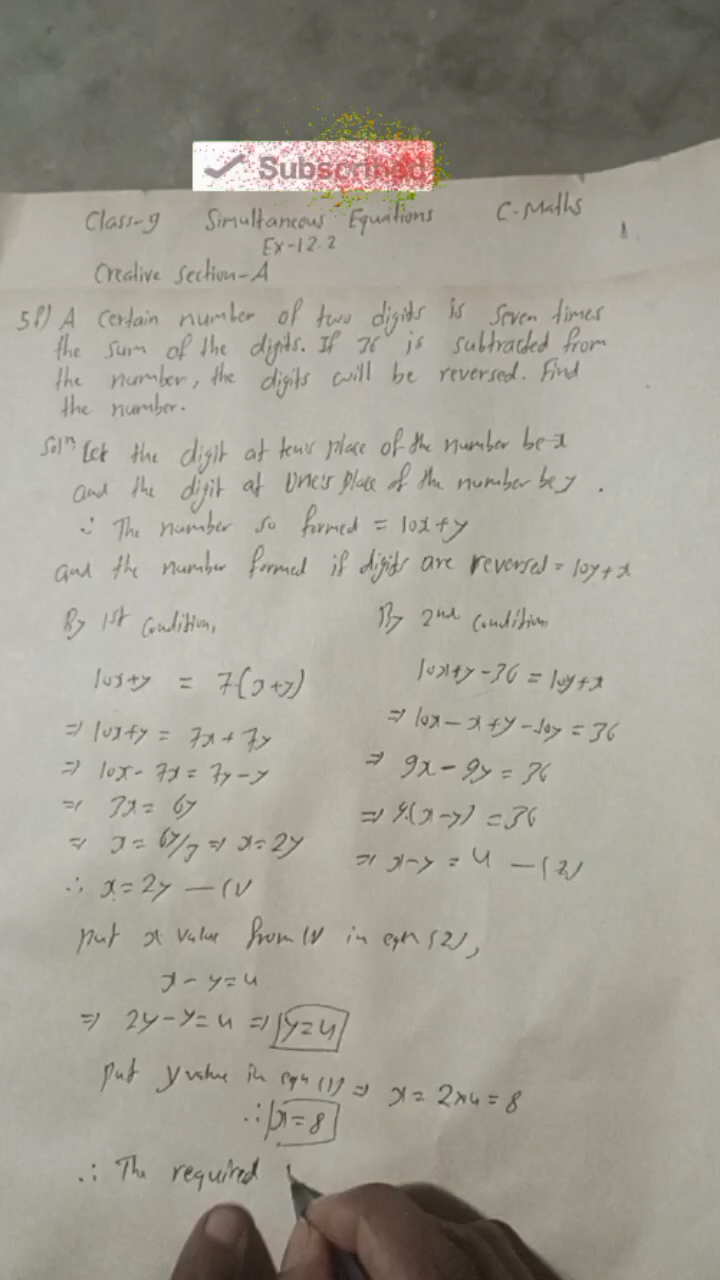 Subscribed
Class-9 Simultaneous Equations C. Maths
Ex-12.2
Creative Section-A
5f) A certain number of two digits is seven times
the sum of the digits. If 36 is subtracted from
the number, the digits will be reversed. Find
the number.
Solⁿ Let the digit at ten's place of the number be x
and the digit at one's place of the number be y .
∴ The number so formed = 10x+y
and the number formed if digits are reversed = 10y+x
By 1st condition, By 2nd condition
10x+y = 7(x+y) 10x+y-36 = 10y+x
⇒ 10x+y = 7x+7y ⇒ 10x-x+y-10y = 36
⇒ 10x-7x = 7y-y ⇒ 9x-9y = 36
⇒ 3x = 6y ⇒ 9(x-y) = 36
⇒ x = 6y/3 ⇒ x = 2y ⇒ x-y = 4 —(2)
∴ x = 2y —(1)
put x value from (1) in eqn (2),
x-y=4
⇒ 2y-y=4 ⇒ y=4
put y value in eqn (1) ⇒ x = 2x4 = 8
∴ x=8
∴ The required